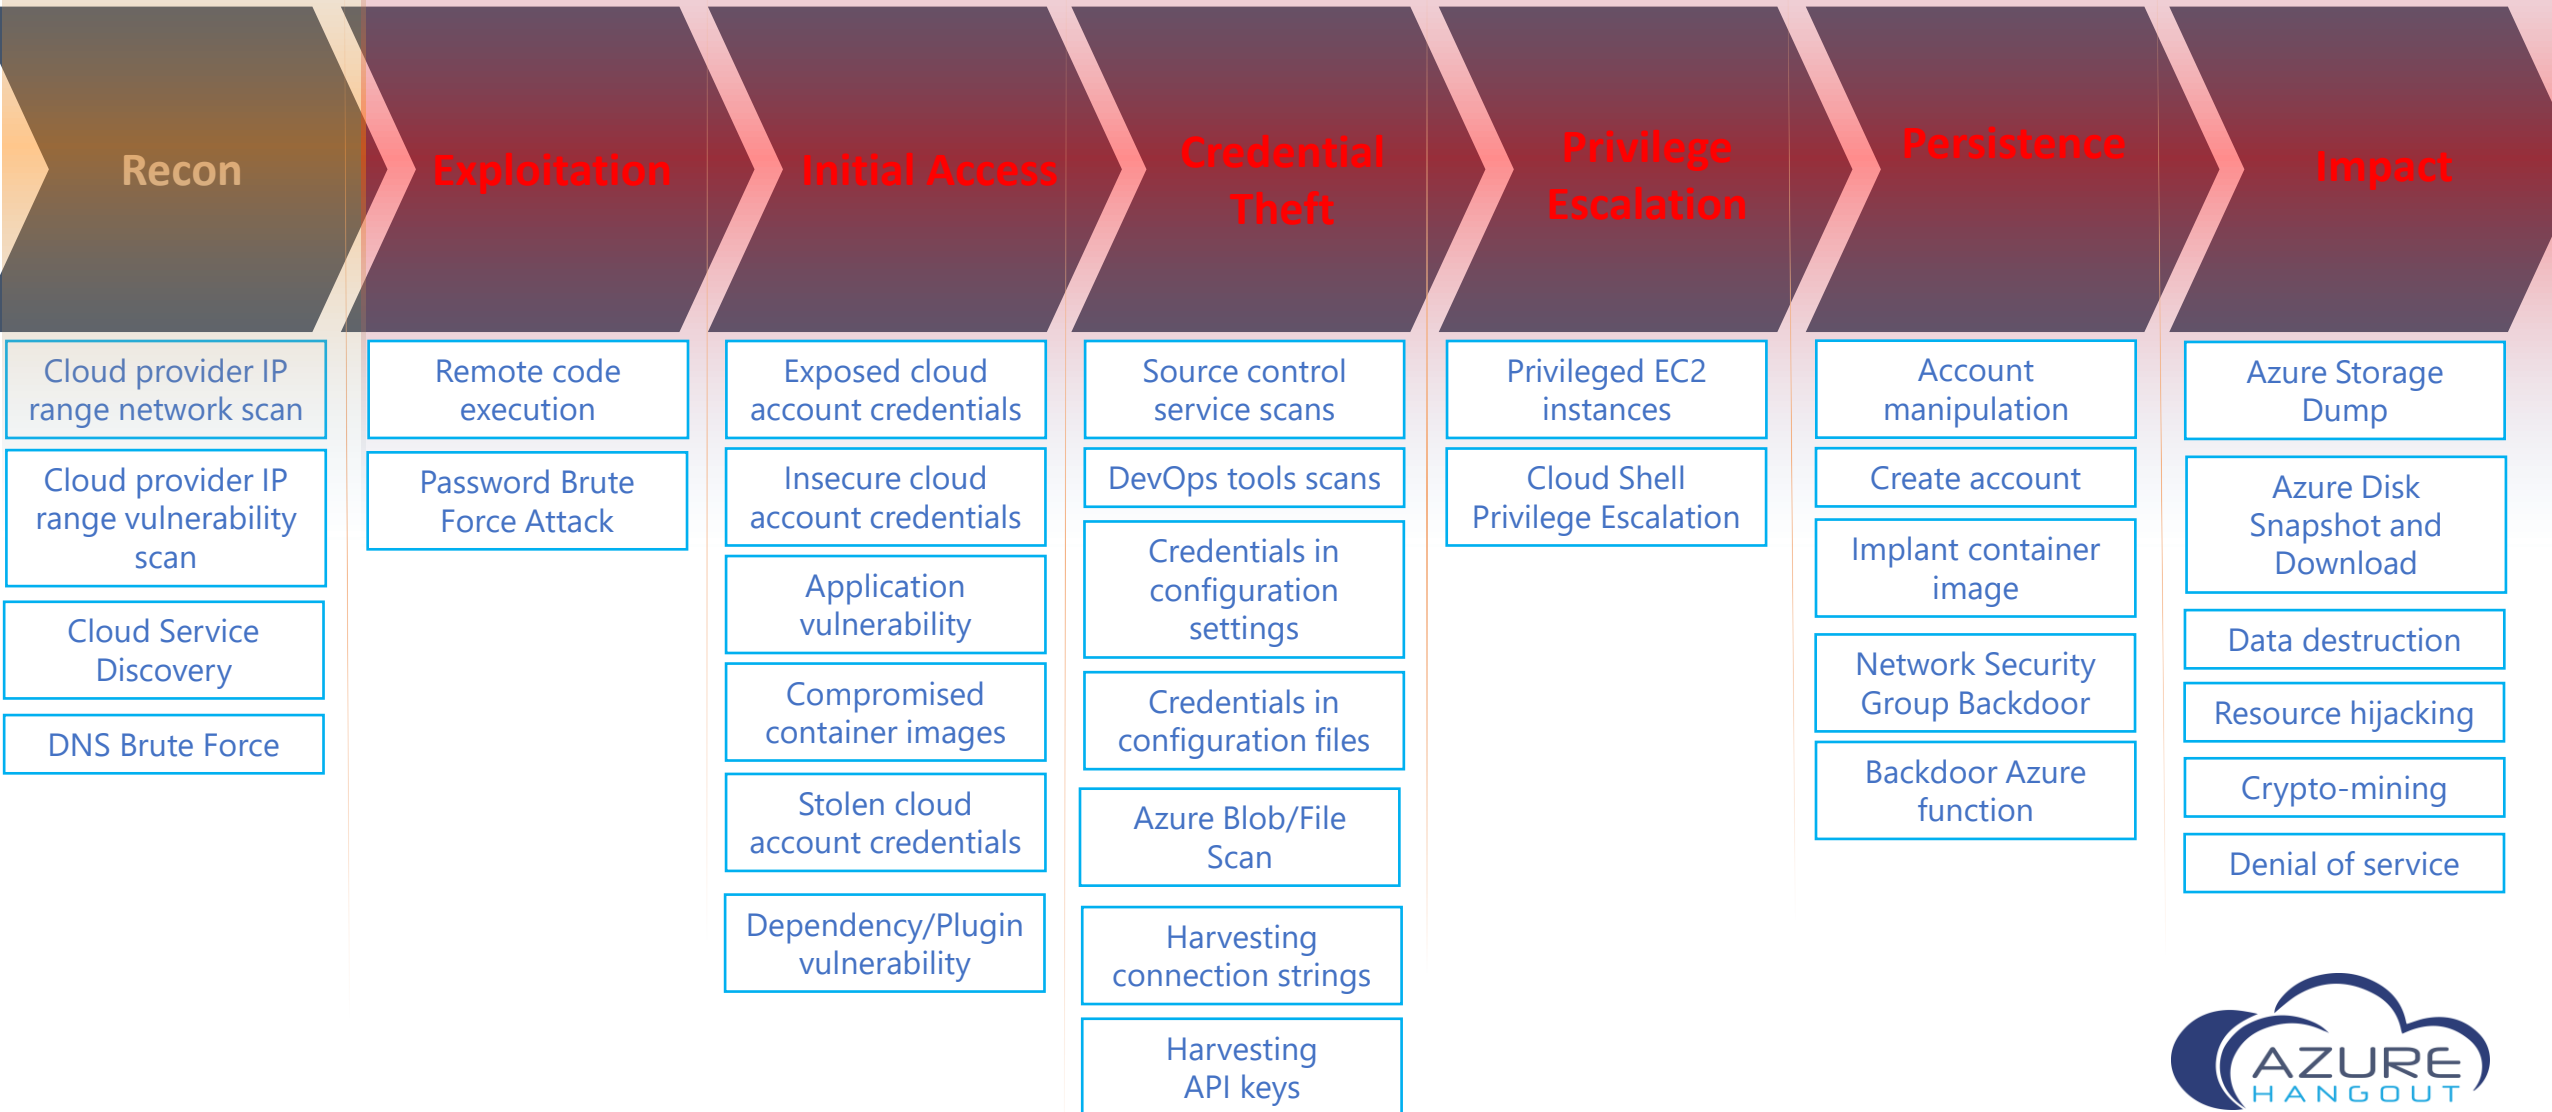 Recon
Exploitation
Initial Access
Credential
Theft
Privilege
Escalation
Persistence
Impact
Cloud provider IP
range network scan
Cloud provider IP
range vulnerability
scan
Cloud Service
Discovery
DNS Brute Force
Remote code
execution
Password Brute
Force Attack
Exposed cloud
account credentials
Insecure cloud
account credentials
Application
vulnerability
Compromised
container images
Stolen cloud
account credentials
Dependency/Plugin
vulnerability
Source control
service scans
DevOps tools scans
Credentials in
configuration
settings
Credentials in
configuration files
Azure Blob/File
Scan
Harvesting
connection strings
Harvesting
API keys
Privileged EC2
instances
Cloud Shell
Privilege Escalation
Account
manipulation
Create account
Implant container
image
Network Security
Group Backdoor
Backdoor Azure
function
Azure Storage
Dump
Azure Disk
Snapshot and
Download
Data destruction
Resource hijacking
Crypto-mining
Denial of service
AZURE
HANGOUT